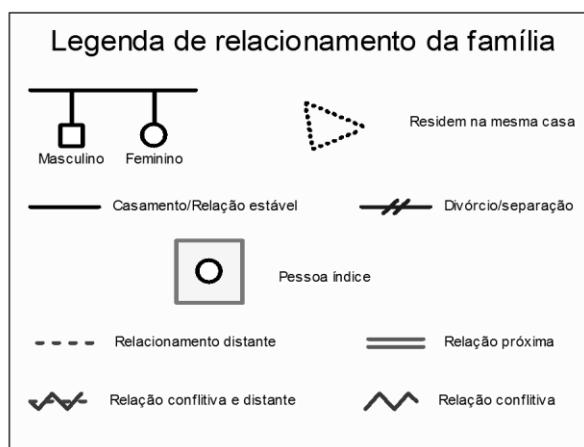 Legenda de relacionamento da família
Masculino
Feminino
Residem na mesma casa
Casamento/Relação estável
Divórcio/separação
Pessoa índice
Relacionamento distante
Relação próxima
Relação conflitiva e distante
Relação conflitiva